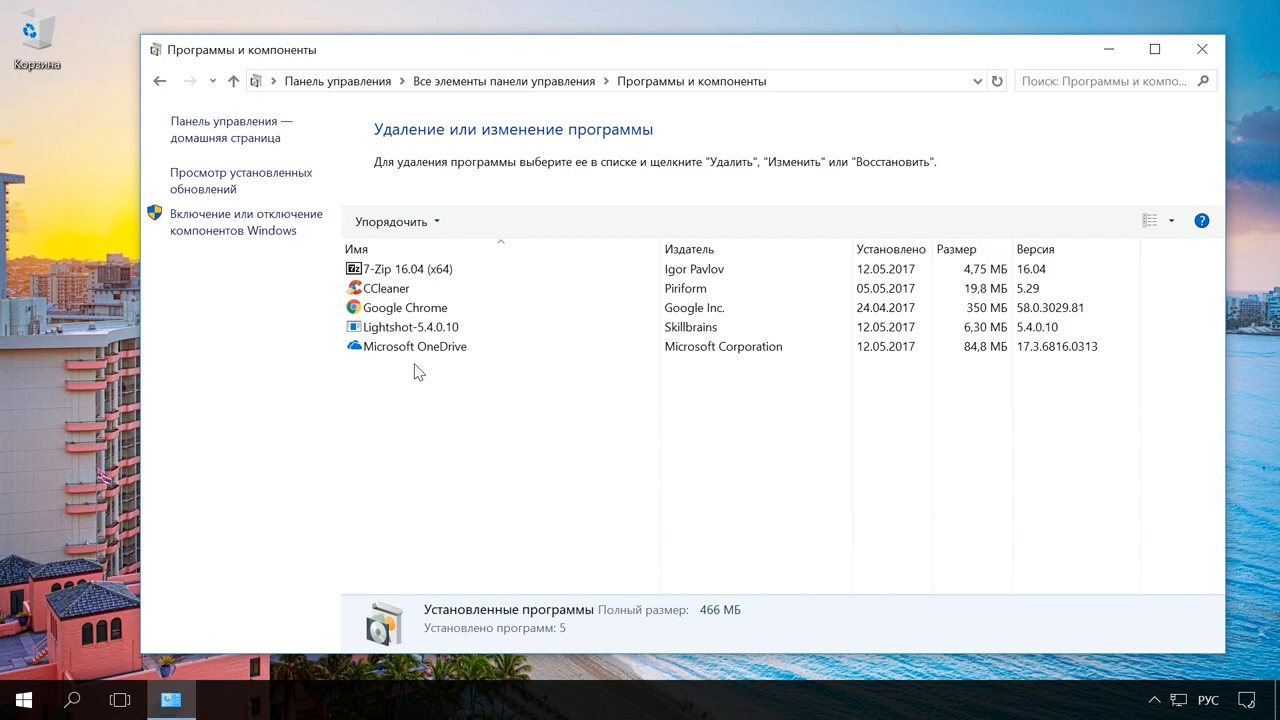 Корзина
Программы и компоненты
Панель управления
Все элементы панели управления
Программы и компоненты
Поиск: Программы и компо...
Панель управления —
домашняя страница
Просмотр установленных
обновлений
Включение или отключение
компонентов Windows
Удаление или изменение программы
Для удаления программы выберите ее в списке и щелкните "Удалить", "Изменить" или "Восстановить".
Упорядочить
?
Имя Издатель Установлено Размер Версия
7z 7-Zip 16.04 (x64) Igor Pavlov 12.05.2017 4,75 МБ 16.04
CCleaner Piriform 05.05.2017 19,8 МБ 5.29
Google Chrome Google Inc. 24.04.2017 350 МБ 58.0.3029.81
Lightshot-5.4.0.10 Skillbrains 12.05.2017 6,30 МБ 5.4.0.10
Microsoft OneDrive Microsoft Corporation 12.05.2017 84,8 МБ 17.3.6816.0313
Установленные программы Полный размер: 466 МБ
Установлено программ: 5
РУС